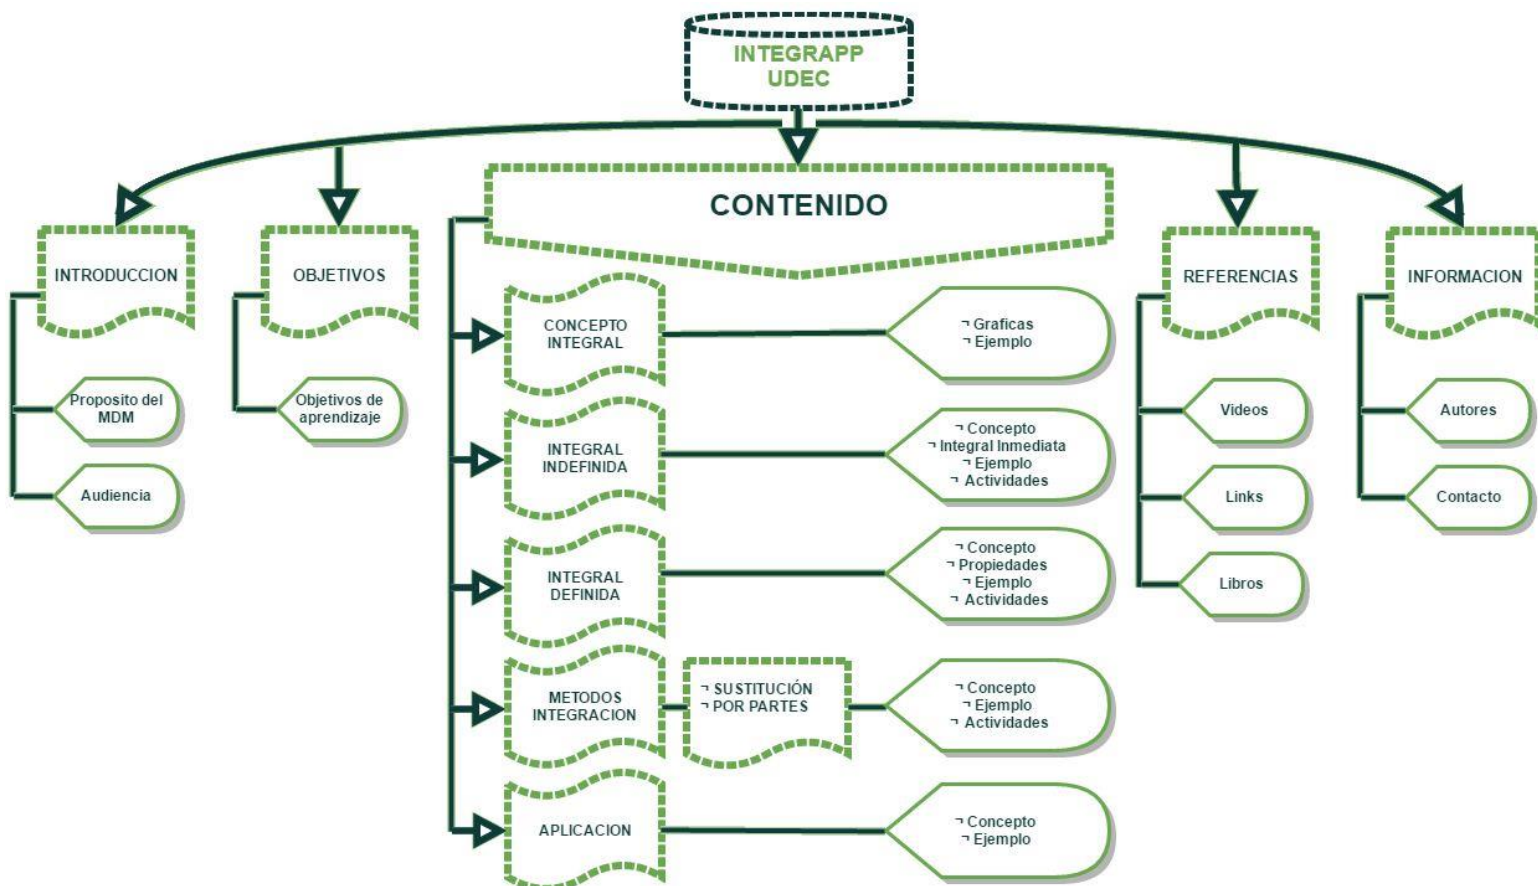 INTEGRAPP
UDEC
CONTENIDO
INTRODUCCION
Proposito del
MDM
Audiencia
OBJETIVOS
Objetivos de
aprendizaje
CONCEPTO
INTEGRAL
¬ Graficas
¬ Ejemplo
INTEGRAL
INDEFINIDA
¬ Concepto
¬ Integral Inmediata
¬ Ejemplo
¬ Actividades
INTEGRAL
DEFINIDA
¬ Concepto
¬ Propiedades
¬ Ejemplo
¬ Actividades
METODOS
INTEGRACION
¬ SUSTITUCIÓN
¬ POR PARTES
¬ Concepto
¬ Ejemplo
¬ Actividades
APLICACION
¬ Concepto
¬ Ejemplo
REFERENCIAS
Videos
Links
Libros
INFORMACION
Autores
Contacto